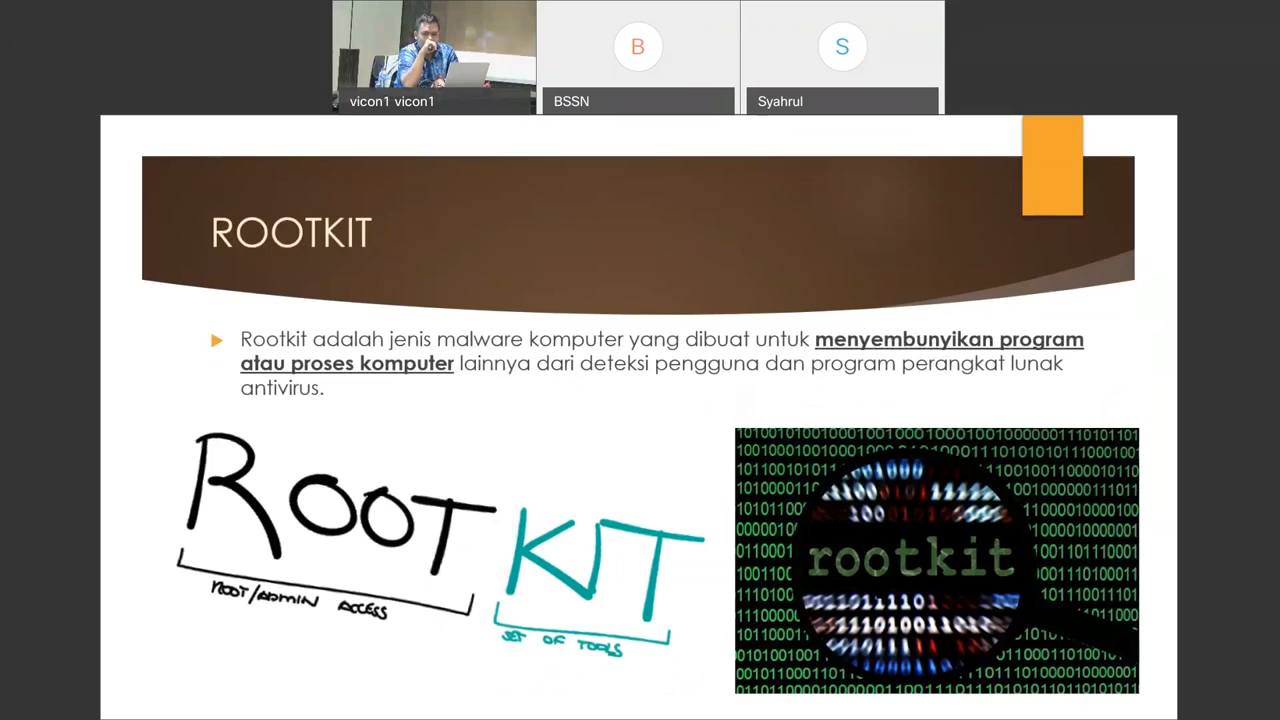 B
S
vicon1 vicon1
BSSN
Syahrul
ROOTKIT
Rootkit adalah jenis malware komputer yang dibuat untuk menyembunyikan program
atau proses komputer lainnya dari deteksi pengguna dan program perangkat lunak
antivirus.
ROOT KIT
ROOT/ADMIN ACCESS
SET OF TOOLS
rootkit